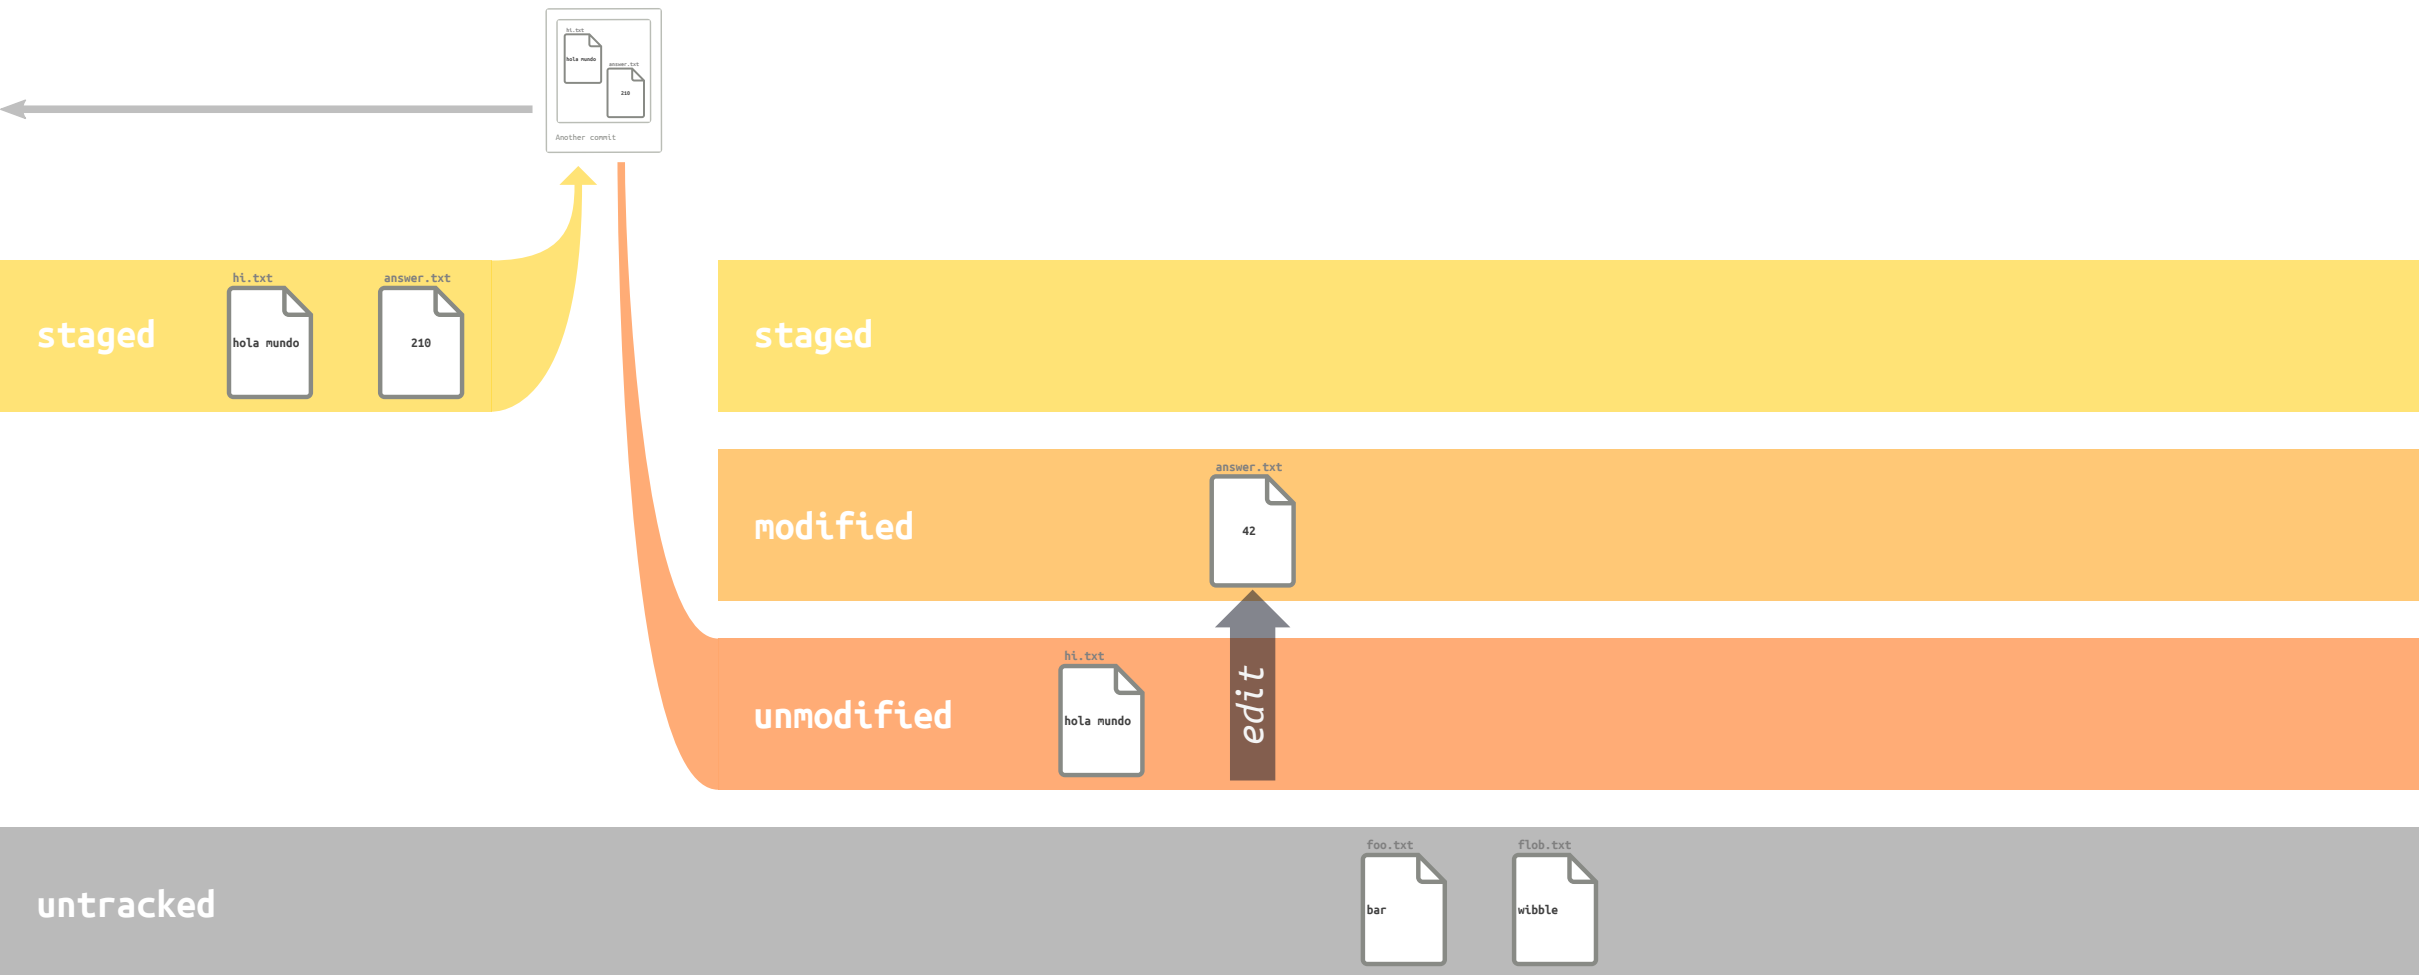 hi.txt
hola mundo
answer.txt
210
Another commit
staged
hi.txt
hola mundo
answer.txt
210
staged
modified
answer.txt
42
unmodified
hi.txt
hola mundo
edit
untracked
foo.txt
bar
flob.txt
wibble